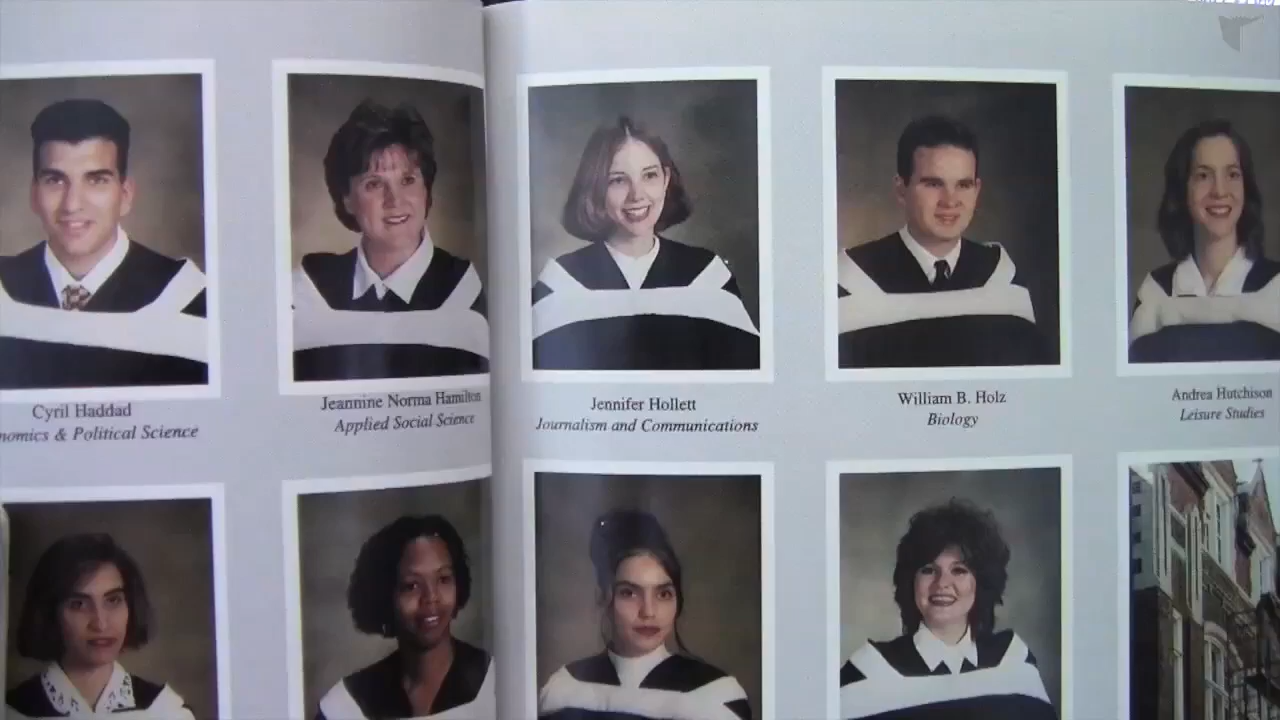 Cyril Haddad
nomics & Political Science
Jeannine Norma Hamilton
Applied Social Science
Jennifer Hollett
Journalism and Communications
William B. Holz
Biology
Andrea Hutchison
Leisure Studies